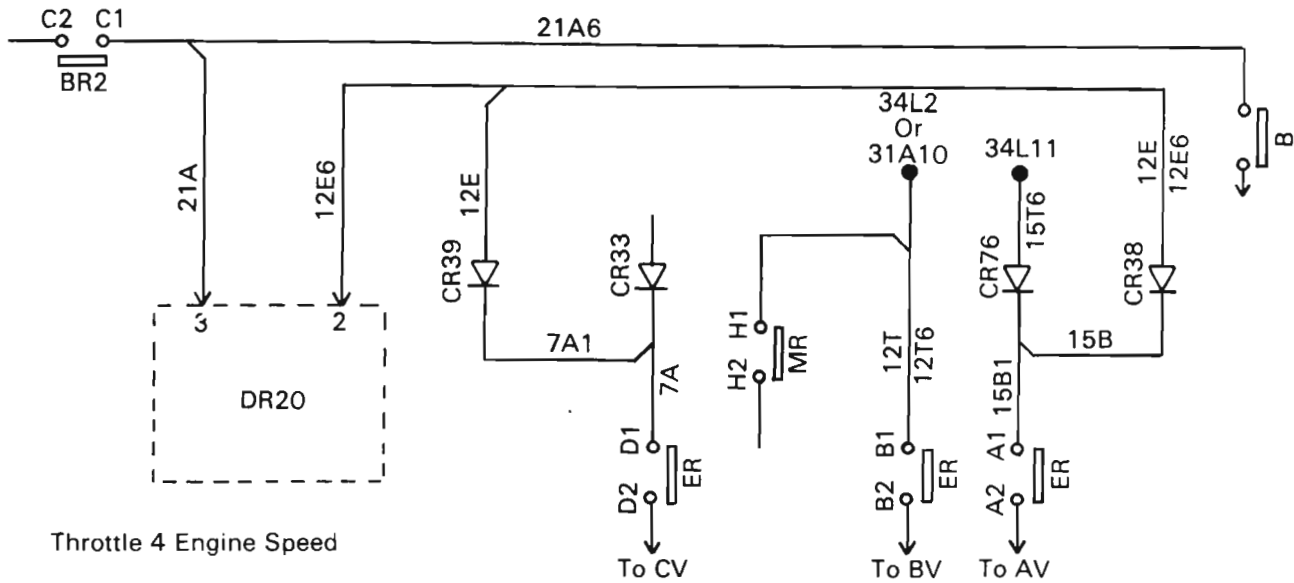 C2 C1
21A6
BR2
34L2
Or
31A10
34L11
B
21A
12E6
12E
12E
12E6
15T6
CR39
CR33
CR76
CR38
3
2
H1
H2
MR
7A1
7A
12T
12T6
15B
15B1
DR20
D1
D2
ER
B1
B2
ER
A1
A2
ER
Throttle 4 Engine Speed
To CV
To BV
To AV